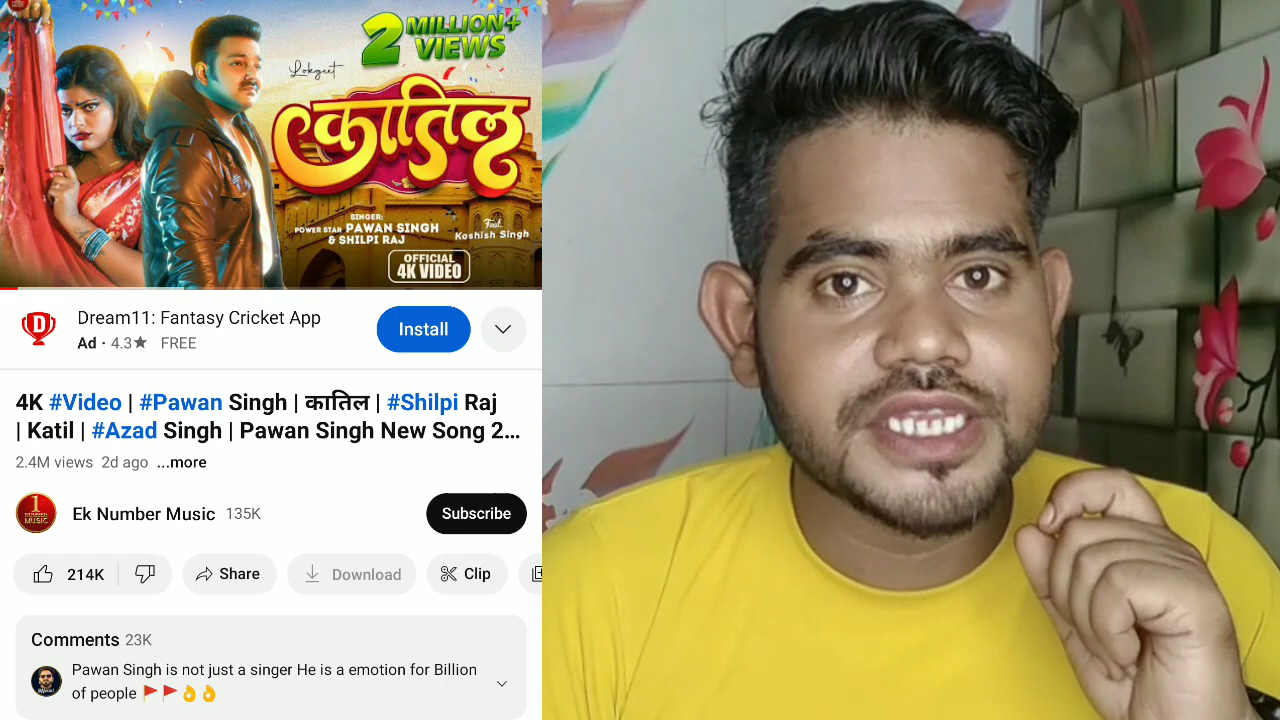 2 MILLION+
VIEWS
Lokgeet
कातिल
SINGER:
POWER STAR PAWAN SINGH
& SHILPI RAJ
Feat.
Kashish Singh
OFFICIAL
4K VIDEO
D
Dream11: Fantasy Cricket App
Ad · 4.3★ FREE
Install
4K #Video | #Pawan Singh | कातिल | #Shilpi Raj
| Katil | #Azad Singh | Pawan Singh New Song 2...
2.4M views 2d ago ...more
1
MUSIC
Ek Number Music 135K
Subscribe
214K
Share
Download
Clip
Comments 23K
Pawan Singh is not just a singer He is a emotion for Billion
of people 🚩🚩👌👌